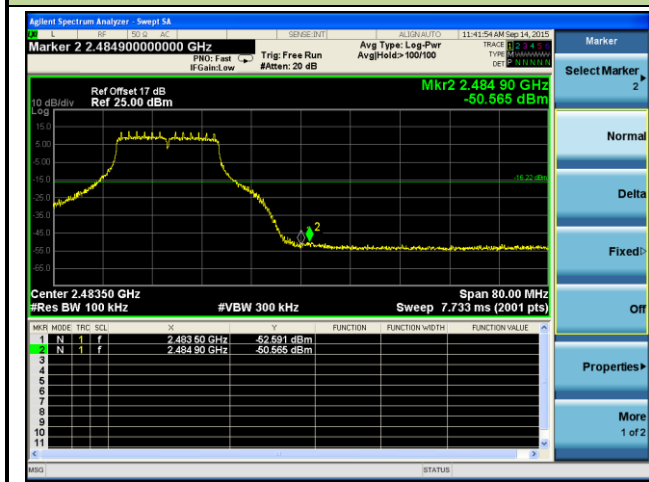 Agilent Spectrum Analyzer - Swept SA
L RF 50 Ω AC SENSE:INT ALIGN AUTO 11:41:54 AM Sep 14, 2015
Marker 2 2.484900000000 GHz
PNO: Fast
IFGain:Low
Trig: Free Run
#Atten: 20 dB
Avg Type: Log-Pwr
Avg|Hold:> 100/100
TRACE 1 2 3 4 5 6
TYPE M
DET P N N N N N
Ref Offset 17 dB
Ref 25.00 dBm
10 dB/div
Log
Mkr2 2.484 90 GHz
-50.565 dBm
15.0
5.00
-5.00
-15.0
-25.0
-35.0
-45.0
-55.0
-65.0
-16.22 dBm
2
Center 2.48350 GHz
Span 80.00 MHz
#Res BW 100 kHz
#VBW 300 kHz
Sweep 7.733 ms (2001 pts)
MKR MODE TRC SCL X Y FUNCTION FUNCTION WIDTH FUNCTION VALUE
1 N 1 f 2.483 50 GHz -52.591 dBm
2 N 1 f 2.484 90 GHz -50.565 dBm
3
4
5
6
7
8
9
10
11
MSG STATUS
Marker
Select Marker
2
Normal
Delta
Fixed
Off
Properties
More
1 of 2